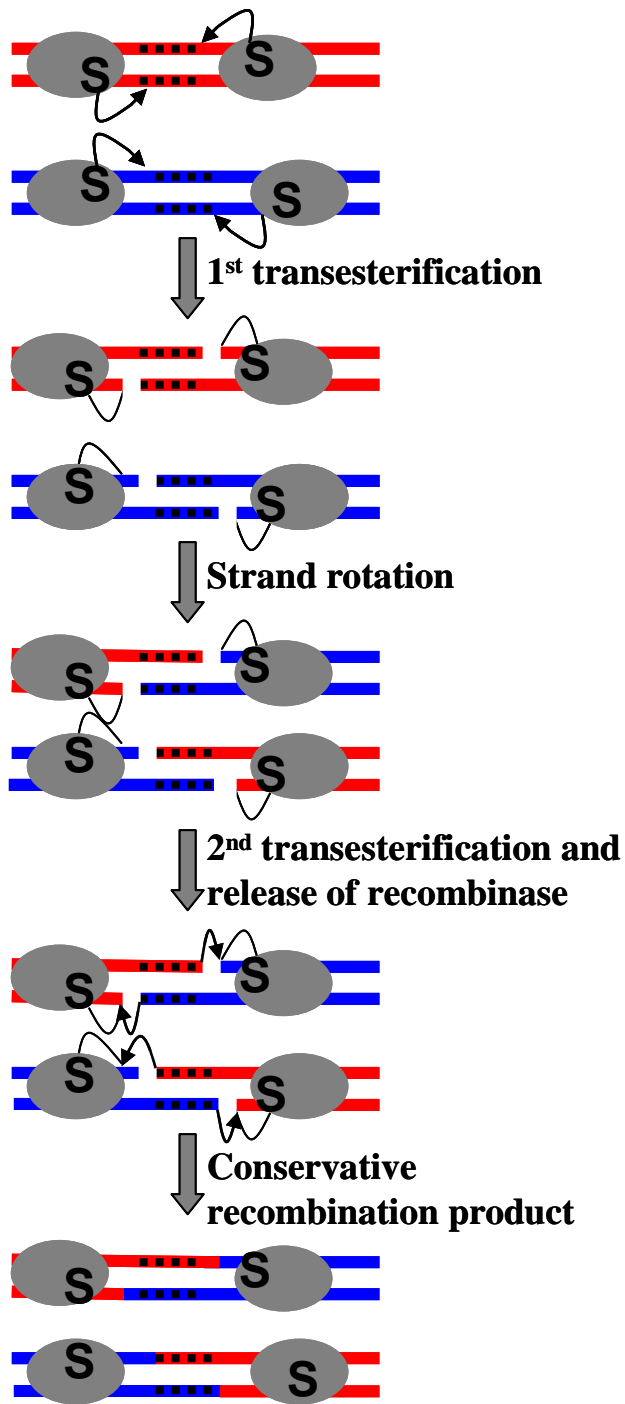 S S
S S
1st transesterification
S S
S S
Strand rotation
S S
S S
2nd transesterification and
release of recombinase
S S
S S
Conservative
recombination product
S S
S S